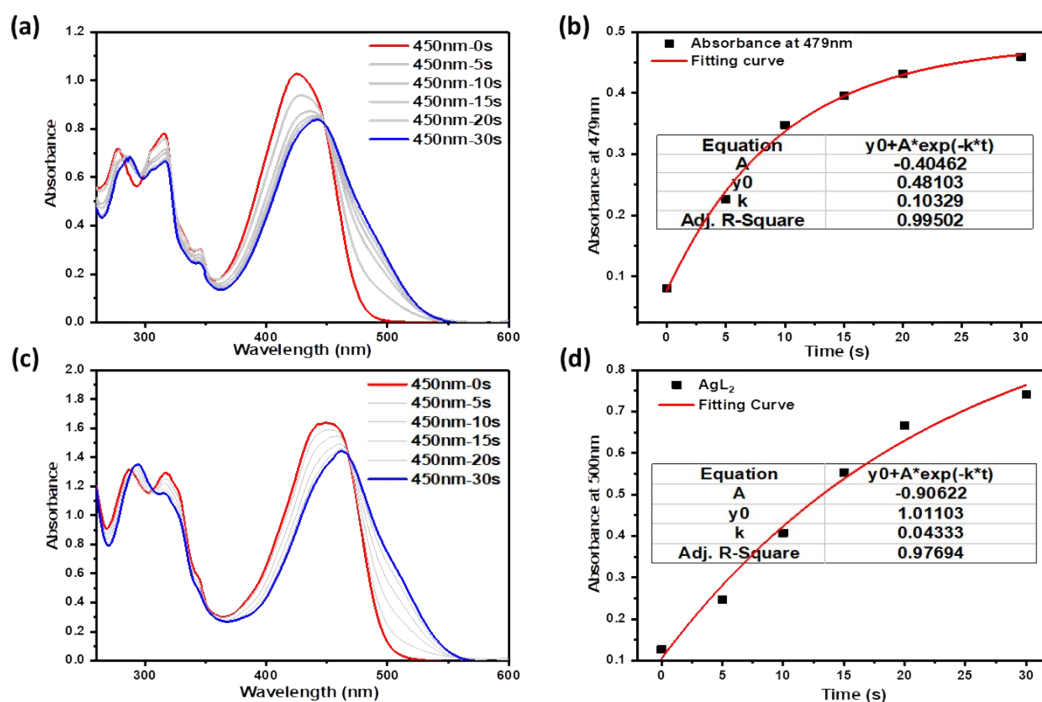 (a)
1.2
1.0
0.8
0.6
0.4
0.2
0.0
Absorbance
300
400
500
600
Wavelength (nm)
450nm-0s
450nm-5s
450nm-10s
450nm-15s
450nm-20s
450nm-30s
(b)
0.5
0.4
0.3
0.2
0.1
Absorbance at 479nm
Absorbance at 479nm
Fitting curve
Equation y0+A*exp(-k*t)
A -0.40462
y0 0.48103
k 0.10329
Adj. R-Square 0.99502
0
5
10
15
20
25
30
Time (s)
(c)
2.0
1.8
1.6
1.4
1.2
1.0
0.8
0.6
0.4
0.2
0.0
Absorbance
300
400
500
600
Wavelength (nm)
450nm-0s
450nm-5s
450nm-10s
450nm-15s
450nm-20s
450nm-30s
(d)
0.8
0.7
0.6
0.5
0.4
0.3
0.2
0.1
Absorbance at 500nm
AgL₂
Fitting Curve
Equation y0+A*exp(-k*t)
A -0.90622
y0 1.01103
k 0.04333
Adj. R-Square 0.97694
0
5
10
15
20
25
30
Time (s)